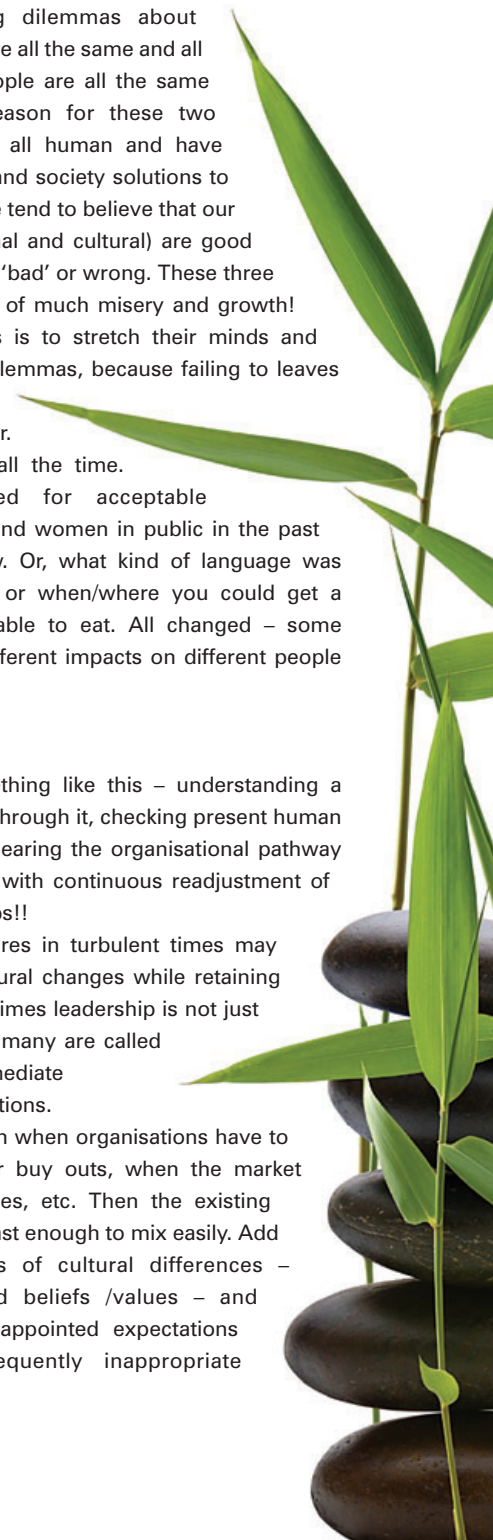 dilemmas about
e all the same and all
ple are all the same
eason for these two
all human and have
and society solutions to
e tend to believe that our
al and cultural) are good
'bad' or wrong. These three
of much misery and growth!
s is to stretch their minds and
lemmas, because failing to leaves
r.
all the time.
ed for acceptable
nd women in public in the past
y. Or, what kind of language was
or when/where you could get a
able to eat. All changed – some
fferent impacts on different people
thing like this – understanding a
through it, checking present human
earing the organisational pathway
with continuous readjustment of
ps!!
res in turbulent times may
ural changes while retaining
times leadership is not just
many are called
mediate
tions.
n when organisations have to
r buy outs, when the market
es, etc. Then the existing
ast enough to mix easily. Add
s of cultural differences –
d beliefs /values – and
appointed expectations
equently inappropriate